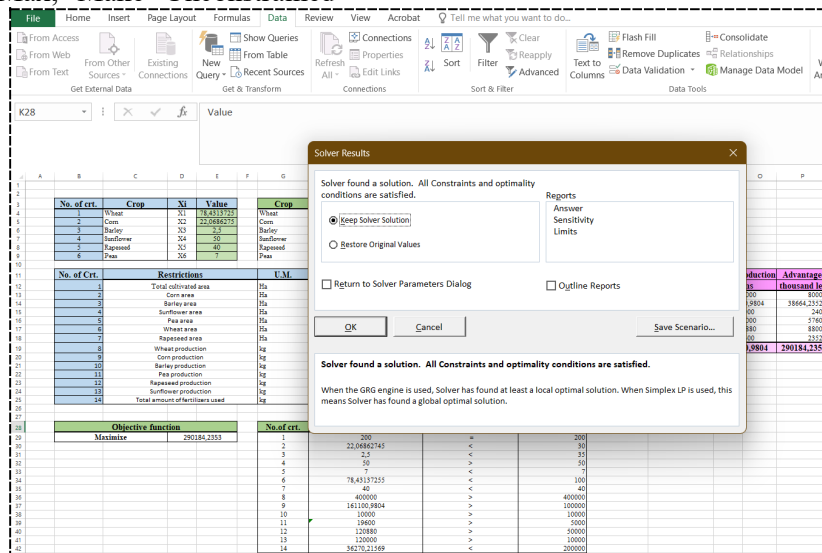 File Home Insert Page Layout Formulas Data Review View Acrobat Tell me what you want to do...
From Access
From Web
From Text
From Other Sources
Existing Connections
Get External Data
New Query
Show Queries
From Table
Recent Sources
Get & Transform
Refresh All
Connections
Properties
Edit Links
Connections
Sort
Filter
Clear
Reapply
Advanced
Sort & Filter
Text to Columns
Flash Fill
Remove Duplicates
Data Validation
Consolidate
Relationships
Manage Data Model
Data Tools
K28 fx Value
Solver Results
Solver found a solution. All Constraints and optimality conditions are satisfied.
Keep Solver Solution
Restore Original Values
Reports
Answer
Sensitivity
Limits
Return to Solver Parameters Dialog
Outline Reports
OK Cancel Save Scenario...
Solver found a solution. All Constraints and optimality conditions are satisfied.
When the GRG engine is used, Solver has found at least a local optimal solution. When Simplex LP is used, this
means Solver has found a global optimal solution.
A B C D E F G O P
No. of crt. Crop Xi Value Crop
1 Wheat X1 78,4313725 Wheat
2 Corn X2 22,0686275 Corn
3 Barley X3 2,5 Barley
4 Sunflower X4 50 Sunflower
5 Rapeseed X5 40 Rapeseed
6 Peas X6 7 Peas
No. of Crt. Restrictions U.M.
1 Total cultivated area Ha
2 Corn area Ha
3 Barley area Ha
4 Sunflower area Ha
5 Pea area Ha
6 Wheat area Ha
7 Rapeseed area Ha
8 Wheat production kg
9 Corn production kg
10 Barley production kg
11 Pea production kg
12 Rapeseed production kg
13 Sunflower production kg
14 Total amount of fertilizers used kg
Objective function
Maximize 290184,2353
No.of crt.
1 200 = 200
2 22,06862745 < 30
3 2,5 < 35
4 50 < 50
5 7 < 7
6 78,43137255 < 100
7 40 < 40
8 400000 > 400000
9 161100,9804 > 100000
10 10000 > 10000
11 19600 > 5000
12 120880 > 50000
13 120000 > 10000
14 36270,21569 < 200000